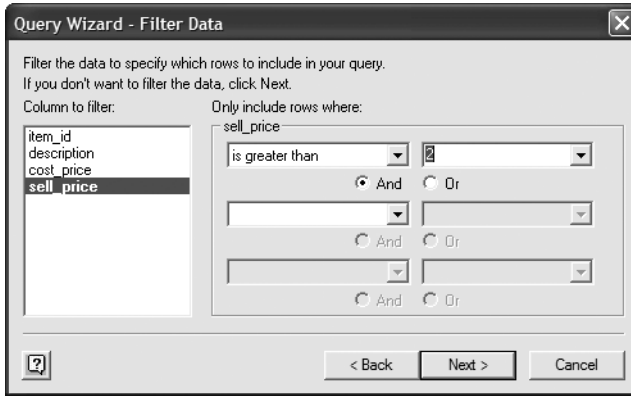 Query Wizard - Filter Data
Filter the data to specify which rows to include in your query.
If you don't want to filter the data, click Next.
Column to filter:
item_id
description
cost_price
sell_price
Only include rows where:
sell_price
is greater than 2
And Or
And Or
And Or
? < Back Next > Cancel